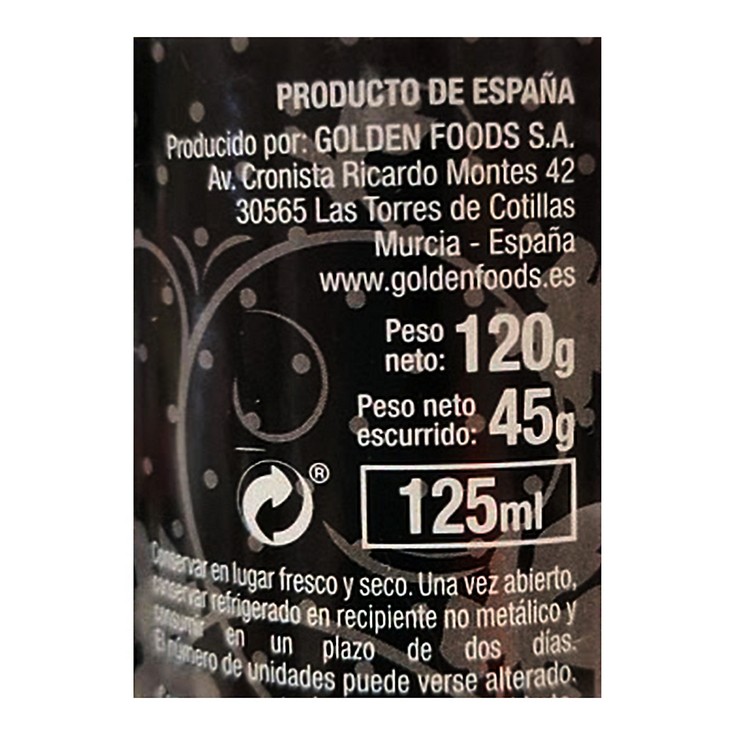 PRODUCTO DE ESPAÑA
Producido por: GOLDEN FOODS S.A.
Av. Cronista Ricardo Montes 42
30565 Las Torres de Cotillas
Murcia - España
www.goldenfoods.es
Peso neto: 120g
Peso neto escurrido: 45g
®
125ml
Conservar en lugar fresco y seco. Una vez abierto,
conservar refrigerado en recipiente no metálico y
consumir en un plazo de dos días.
El número de unidades puede verse alterado.